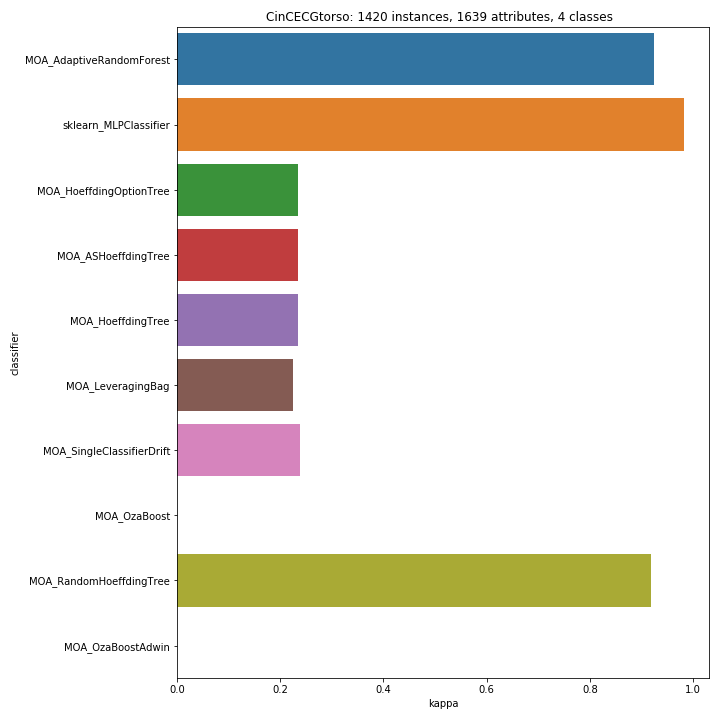 CinCECGtorso: 1420 instances, 1639 attributes, 4 classes
MOA_AdaptiveRandomForest
sklearn_MLPClassifier
MOA_HoeffdingOptionTree
MOA_ASHoeffdingTree
MOA_HoeffdingTree
MOA_LeveragingBag
MOA_SingleClassifierDrift
MOA_OzaBoost
MOA_RandomHoeffdingTree
MOA_OzaBoostAdwin
classifier
0.0 0.2 0.4 0.6 0.8 1.0
kappa